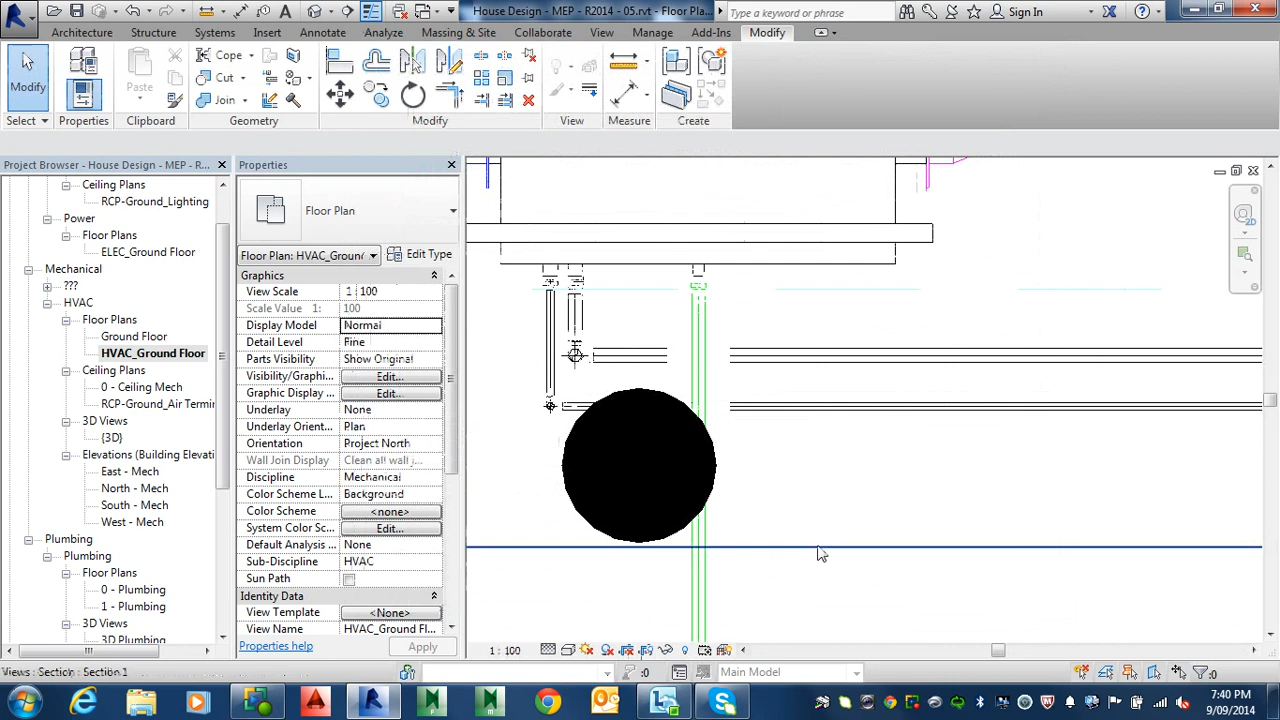 House Design - MEP - R2014 - 05.rvt - Floor Pla...
Type a keyword or phrase
Sign In
Architecture Structure Systems Insert Annotate Analyze Massing & Site Collaborate View Manage Add-Ins Modify
Modify
Paste
Cope
Cut
Join
Select Properties Clipboard Geometry Modify View Measure Create
Project Browser - House Design - MEP - R...
Ceiling Plans
RCP-Ground_Lighting
Power
Floor Plans
ELEC_Ground Floor
Mechanical
???
HVAC
Floor Plans
Ground Floor
HVAC_Ground Floor
Ceiling Plans
0 - Ceiling Mech
RCP-Ground_Air Termin
3D Views
{3D}
Elevations (Building Elevati
East - Mech
North - Mech
South - Mech
West - Mech
Plumbing
Plumbing
Floor Plans
0 - Plumbing
1 - Plumbing
3D Views
3D Plumbing
Properties
Floor Plan
Floor Plan: HVAC_Groun
Edit Type
Graphics
View Scale 1 : 100
Scale Value 1: 100
Display Model Normal
Detail Level Fine
Parts Visibility Show Original
Visibility/Graphi... Edit...
Graphic Display ... Edit...
Underlay None
Underlay Orient... Plan
Orientation Project North
Wall Join Display Clean all wall j...
Discipline Mechanical
Color Scheme L... Background
Color Scheme <none>
System Color Sc... Edit...
Default Analysis ... None
Sub-Discipline HVAC
Sun Path
Identity Data
View Template <None>
View Name HVAC_Ground Fl...
Properties help
Apply
2D
1 : 100
Views : Section : Section 1
:0
Main Model
:0
7:40 PM
9/09/2014